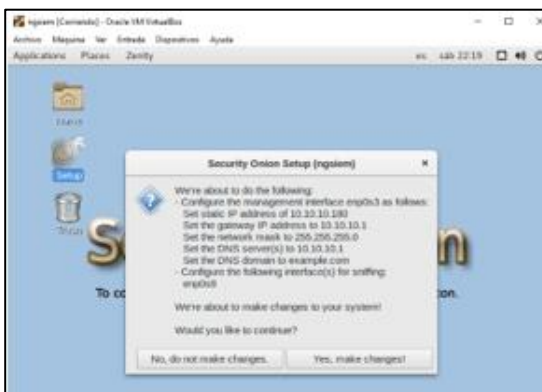 ngsiem [Corriendo] - Oracle VM VirtualBox
Archivo Máquina Ver Entrada Dispositivos Ayuda
Applications Places Zenity es sáb 22:19
Setup
Security Onion Setup (ngsiem)
We're about to do the following:
- Configure the management interface enp0s3 as follows:
Set static IP address of 10.10.10.180
Set the gateway IP address to 10.10.10.1
Set the network mask to 255.255.255.0
Set the DNS server(s) to 10.10.10.1
Set the DNS domain to example.com
- Configure the following interface(s) for sniffing:
We're about to make changes to your system!
Would you like to continue?
No, do not make changes. Yes, make changes!
To co